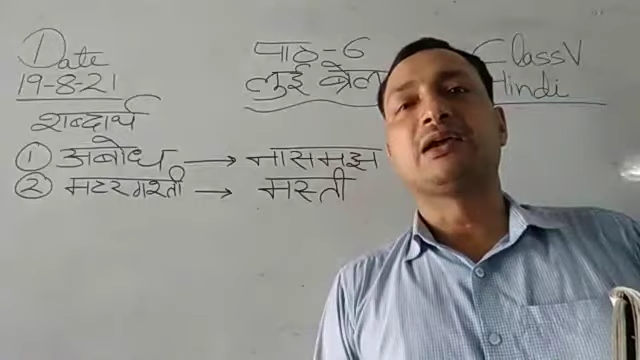 Date
19-8-21
पाठ-6
लुई ब्रेल
Class V
Hindi
शब्दार्थ
① अबोध → नासमझ
② मटरगश्ती → मस्ती